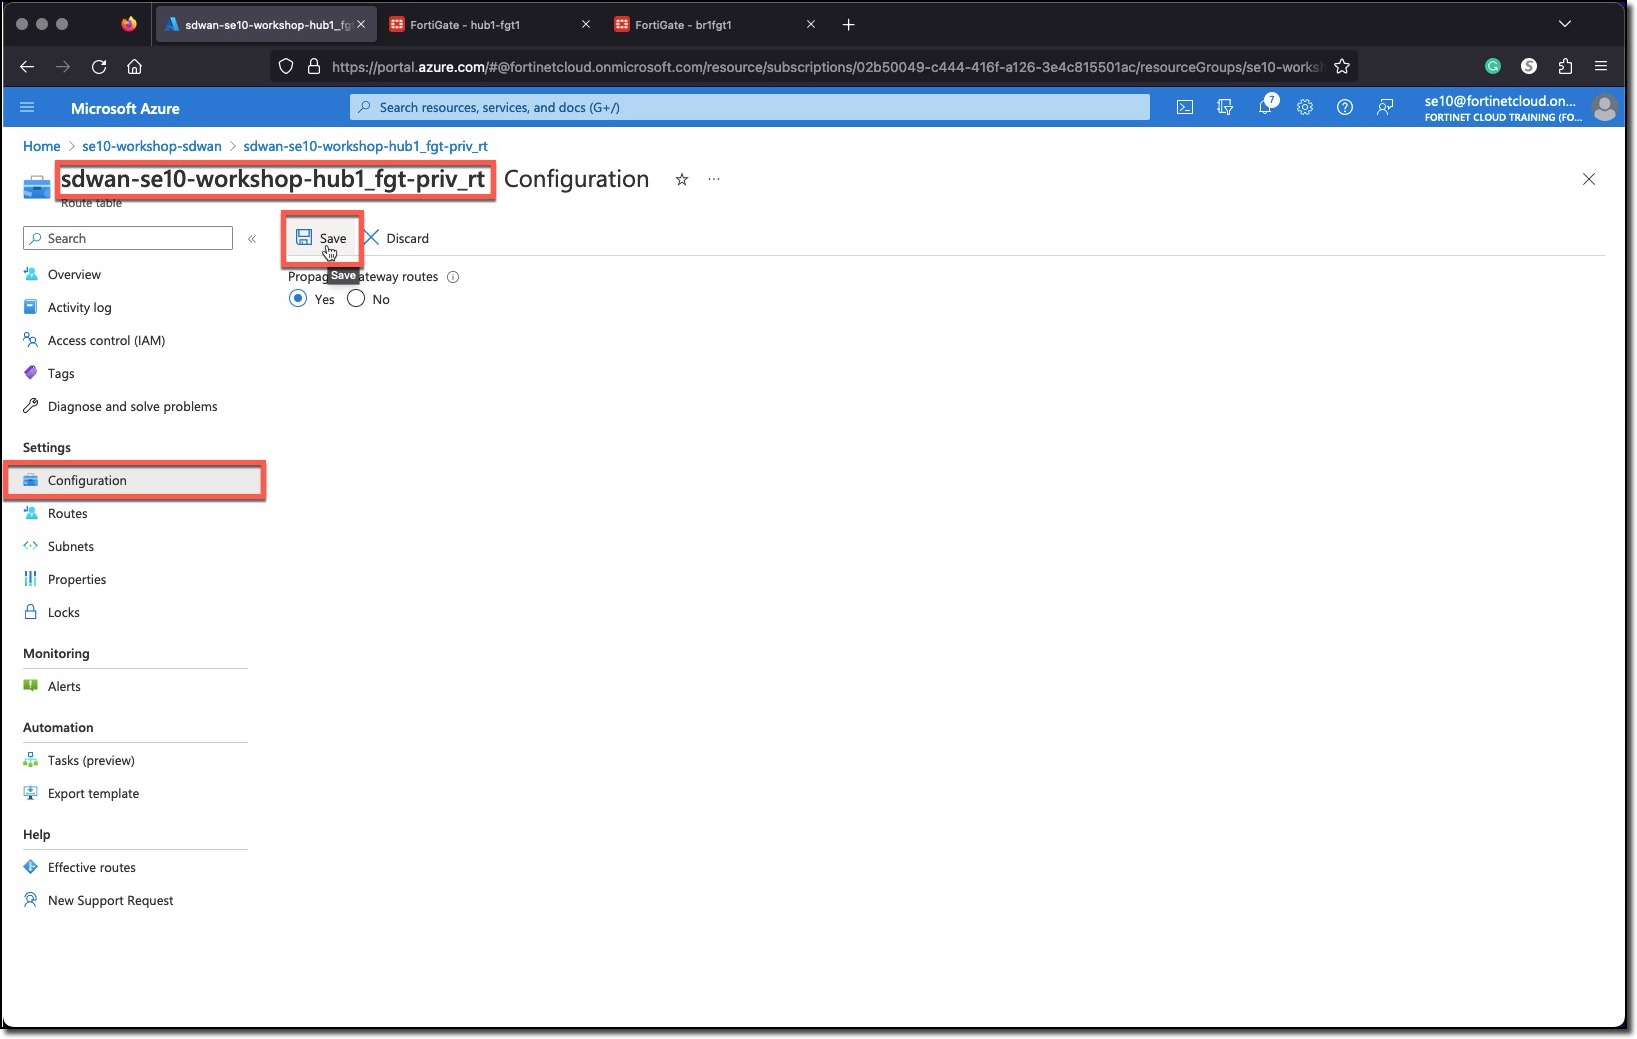 sdwan-se10-workshop-hub1_fgt
FortiGate - hub1-fgt1
FortiGate - br1fgt1
https://portal.azure.com/#@fortinetcloud.onmicrosoft.com/resource/subscriptions/02b50049-c444-416f-a126-3e4c815501ac/resourceGroups/se10-worksh
Microsoft Azure
Search resources, services, and docs (G+/)
7
se10@fortinetcloud.on...
FORTINET CLOUD TRAINING (FO...
Home > se10-workshop-sdwan > sdwan-se10-workshop-hub1_fgt-priv_rt
sdwan-se10-workshop-hub1_fgt-priv_rt Configuration
Route table
Search
Save
Discard
Propag ateway routes
Save
Yes
No
Overview
Activity log
Access control (IAM)
Tags
Diagnose and solve problems
Settings
Configuration
Routes
Subnets
Properties
Locks
Monitoring
Alerts
Automation
Tasks (preview)
Export template
Help
Effective routes
New Support Request